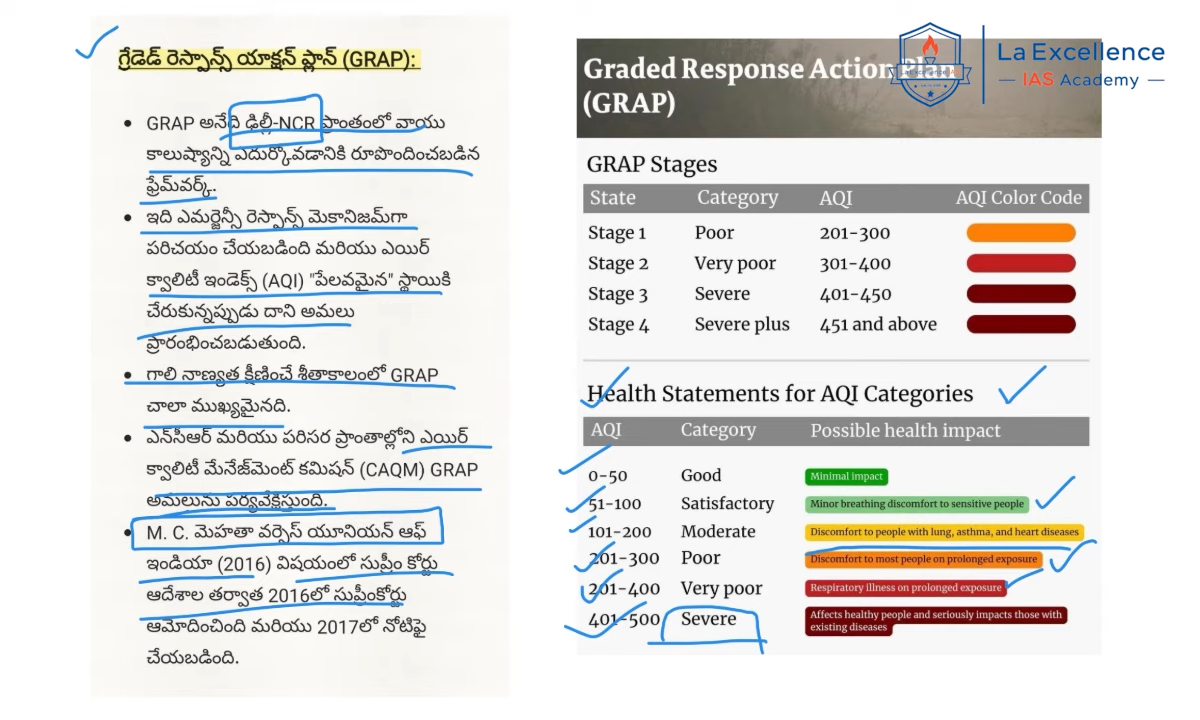 గ్రేడెడ్ రెస్పాన్స్ యాక్షన్ ప్లాన్ (GRAP):
• GRAP అనేది ఢిల్లీ-NCR ప్రాంతంలో వాయు
కాలుష్యాన్ని ఎదుర్కోవడానికి రూపొందించబడిన
ఫ్రేమ్‌వర్క్.
• ఇది ఎమర్జెన్సీ రెస్పాన్స్ మెకానిజమ్‌గా
పరిచయం చేయబడింది మరియు ఎయిర్
క్వాలిటీ ఇండెక్స్ (AQI) "పేలవమైన" స్థాయికి
చేరుకున్నప్పుడు దాని అమలు
ప్రారంభించబడుతుంది.
• గాలి నాణ్యత క్షీణించే శీతాకాలంలో GRAP
చాలా ముఖ్యమైనది.
• ఎన్‌సీఆర్ మరియు పరిసర ప్రాంతాల్లోని ఎయిర్
క్వాలిటీ మేనేజ్‌మెంట్ కమిషన్ (CAQM) GRAP
అమలును పర్యవేక్షిస్తుంది.
• M. C. మెహతా వర్సెస్ యూనియన్ ఆఫ్
ఇండియా (2016) విషయంలో సుప్రీం కోర్టు
ఆదేశాల తర్వాత 2016లో సుప్రీంకోర్టు
ఆమోదించింది మరియు 2017లో నోటిఫై
చేయబడింది.
La Excellence
— IAS Academy —
La Excellence IAS
Graded Response Action Plan
(GRAP)
GRAP Stages
State Category AQI AQI Color Code
Stage 1 Poor 201-300
Stage 2 Very poor 301-400
Stage 3 Severe 401-450
Stage 4 Severe plus 451 and above
Health Statements for AQI Categories
AQI Category Possible health impact
0-50 Good Minimal impact
51-100 Satisfactory Minor breathing discomfort to sensitive people
101-200 Moderate Discomfort to people with lung, asthma, and heart diseases
201-300 Poor Discomfort to most people on prolonged exposure
201-400 Very poor Respiratory illness on prolonged exposure
401-500 Severe Affects healthy people and seriously impacts those with
existing diseases